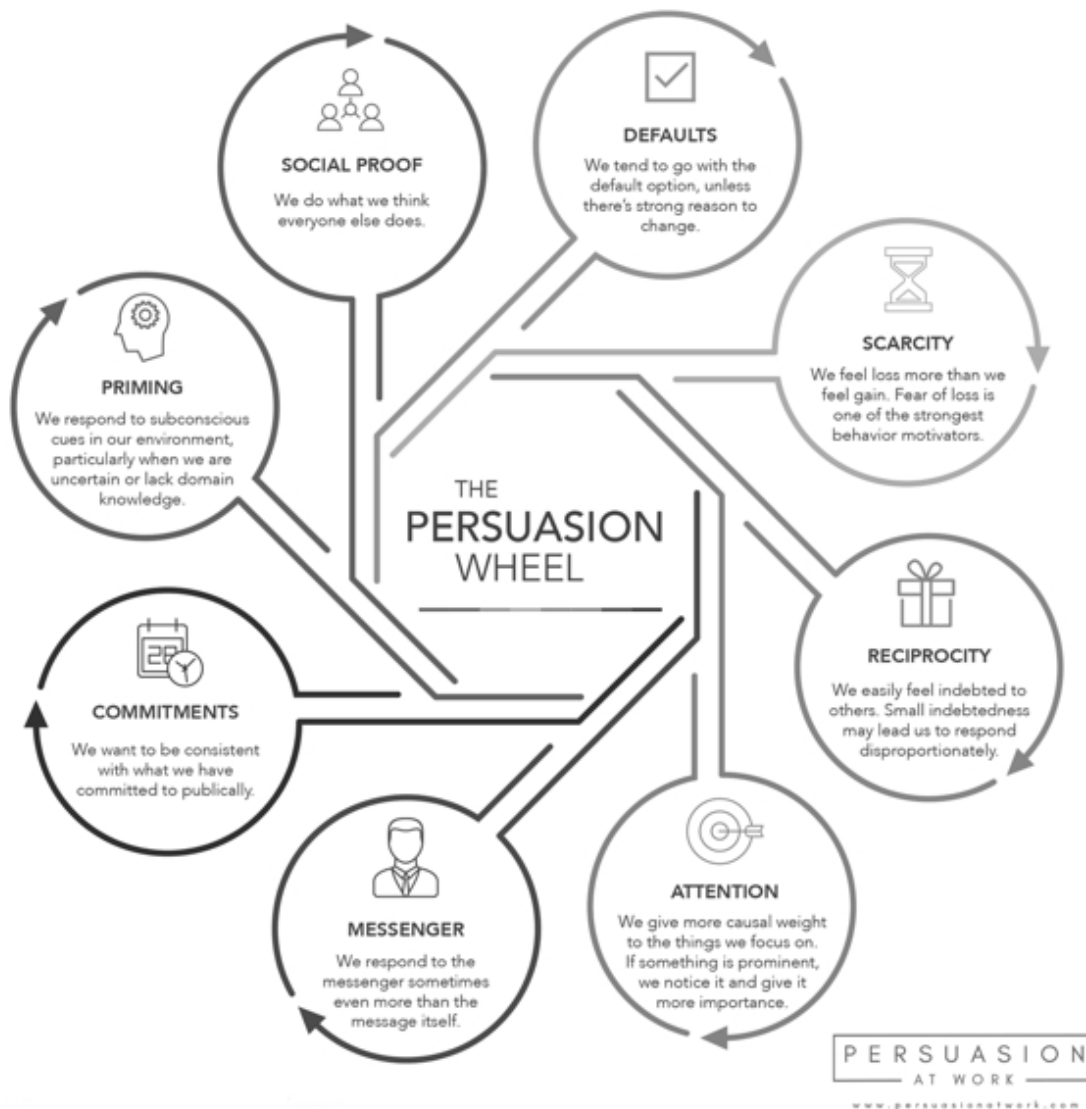 SOCIAL PROOF
We do what we think
everyone else does.
DEFAULTS
We tend to go with the
default option, unless
there's strong reason to
change.
SCARCITY
We feel loss more than we
feel gain. Fear of loss is
one of the strongest
behavior motivators.
PRIMING
We respond to subconscious
cues in our environment,
particularly when we are
uncertain or lack domain
knowledge.
THE
PERSUASION
WHEEL
RECIPROCITY
We easily feel indebted to
others. Small indebtedness
may lead us to respond
disproportionately.
28
COMMITMENTS
We want to be consistent
with what we have
committed to publically.
ATTENTION
We give more causal weight
to the things we focus on.
If something is prominent,
we notice it and give it
more importance.
MESSENGER
We respond to the
messenger sometimes
even more than the
message itself.
PERSUASION
AT WORK
www.persuasionatwork.com